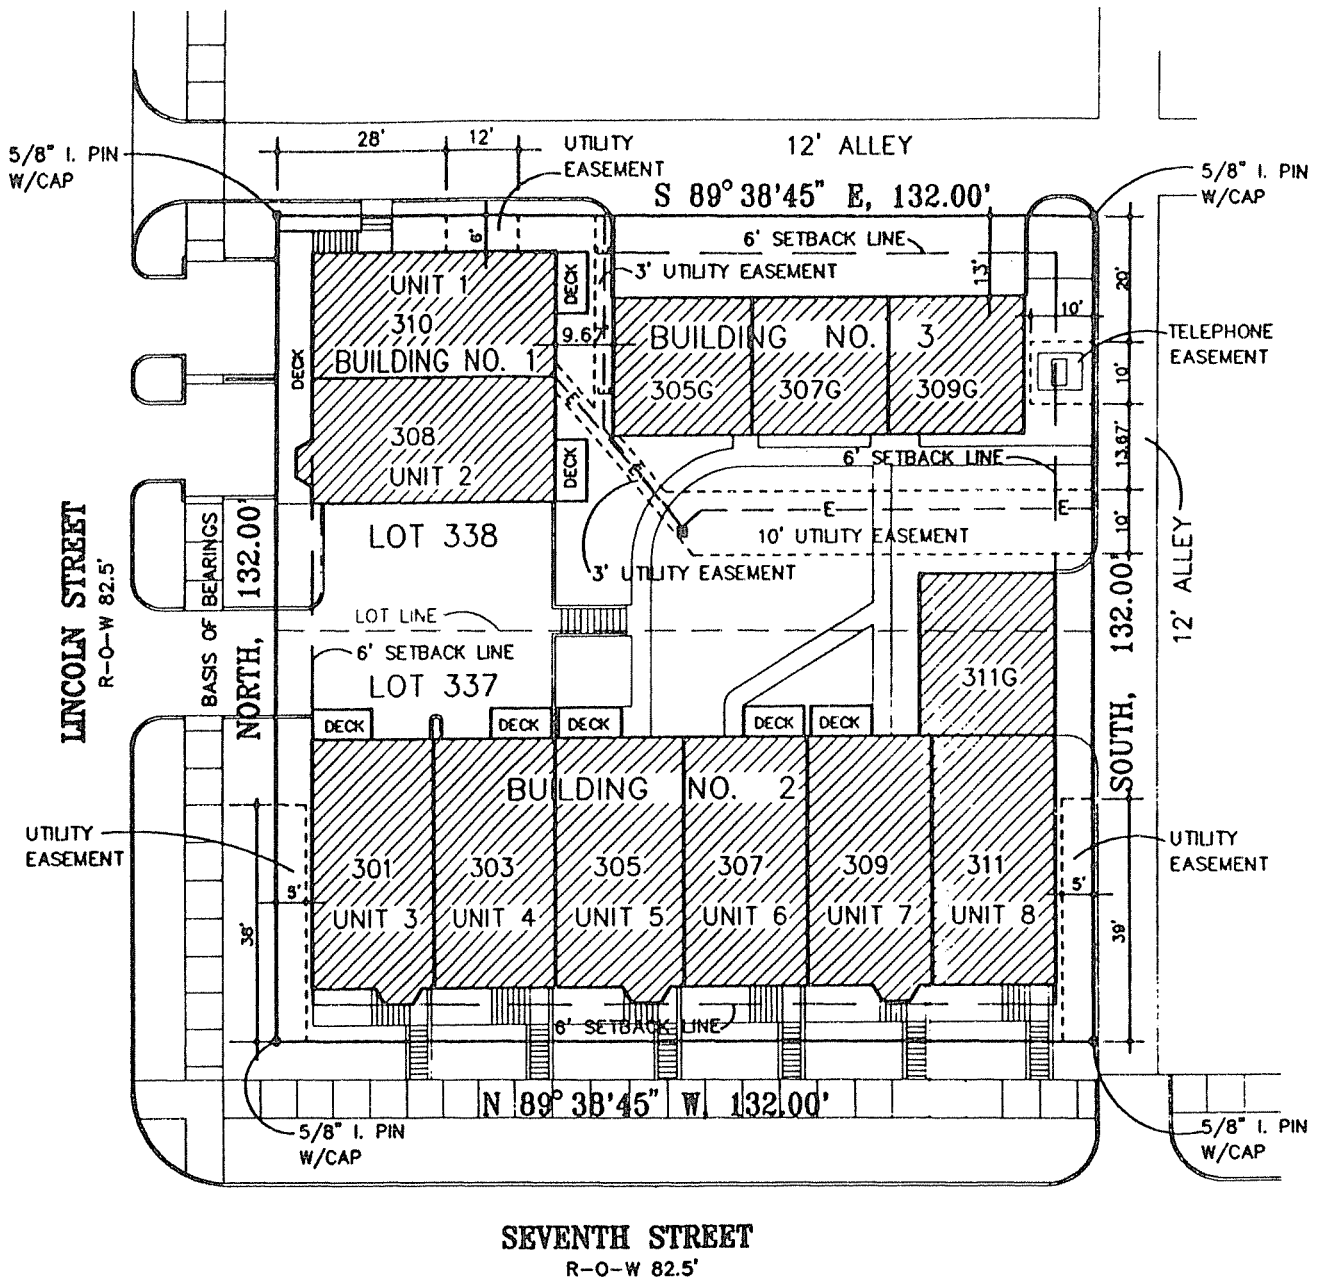 28'
12'
UTILITY
EASEMENT
12' ALLEY
5/8" I. PIN
W/CAP
5/8" I. PIN
W/CAP
S 89° 38'45" E, 132.00'
6'
6' SETBACK LINE
3' UTILITY EASEMENT
13'
20'
UNIT 1
310
BUILDING NO. 1
DECK
DECK
9.67'
BUILDING NO. 3
10'
TELEPHONE
EASEMENT
10'
305G
307G
309G
308
UNIT 2
DECK
6' SETBACK LINE
13.67'
E
E
E
E
10'
10' UTILITY EASEMENT
3' UTILITY EASEMENT
LOT 338
LINCOLN STREET
R-O-W 82.5'
BASIS OF BEARINGS
NORTH, 132.00'
SOUTH, 132.00'
12' ALLEY
LOT LINE
6' SETBACK LINE
LOT 337
311G
DECK
DECK
DECK
DECK
DECK
BUILDING NO. 2
UTILITY
EASEMENT
UTILITY
EASEMENT
301
UNIT 3
303
UNIT 4
305
UNIT 5
307
UNIT 6
309
UNIT 7
311
UNIT 8
5'
5'
38'
39'
6' SETBACK LINE
N 89° 38'45" W, 132.00'
5/8" I. PIN
W/CAP
5/8" I. PIN
W/CAP
SEVENTH STREET
R-O-W 82.5'